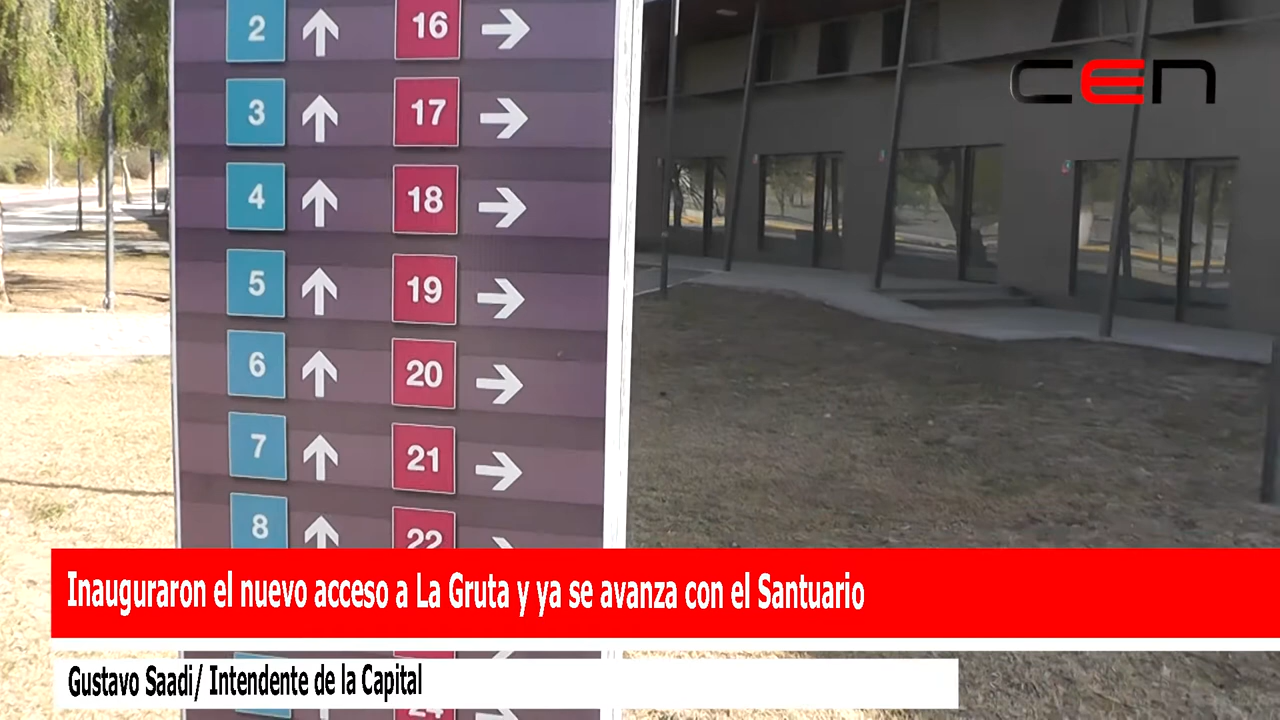 2 ↑ 16 →
3 ↑ 17 →
4 ↑ 18 →
5 ↑ 19 →
6 ↑ 20 →
7 ↑ 21 →
8 ↑ 22 →
CEN
Inauguraron el nuevo acceso a La Gruta y ya se avanza con el Santuario
Gustavo Saadi/ Intendente de la Capital
24